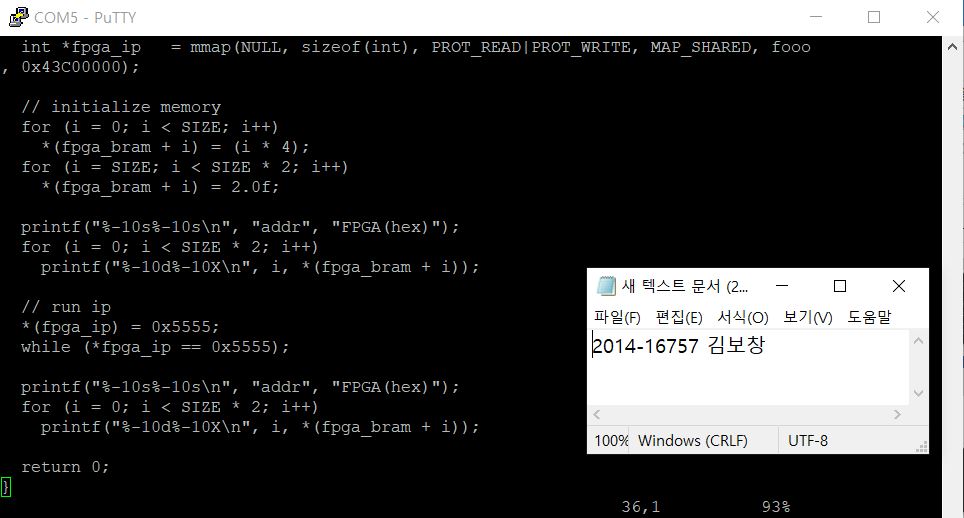 COM5 - PuTTY
int *fpga_ip   = mmap(NULL, sizeof(int), PROT_READ|PROT_WRITE, MAP_SHARED, fooo
, 0x43C00000);
// initialize memory
for (i = 0; i < SIZE; i++)
*(fpga_bram + i) = (i * 4);
for (i = SIZE; i < SIZE * 2; i++)
*(fpga_bram + i) = 2.0f;
printf("%-10s%-10s\n", "addr", "FPGA(hex)");
for (i = 0; i < SIZE * 2; i++)
printf("%-10d%-10X\n", i, *(fpga_bram + i));
// run ip
*(fpga_ip) = 0x5555;
while (*fpga_ip == 0x5555);
printf("%-10s%-10s\n", "addr", "FPGA(hex)");
for (i = 0; i < SIZE * 2; i++)
printf("%-10d%-10X\n", i, *(fpga_bram + i));
return 0;
}
36,1 93%
새 텍스트 문서 (2...
파일(F) 편집(E) 서식(O) 보기(V) 도움말
2014-16757 김보창
100% Windows (CRLF) UTF-8